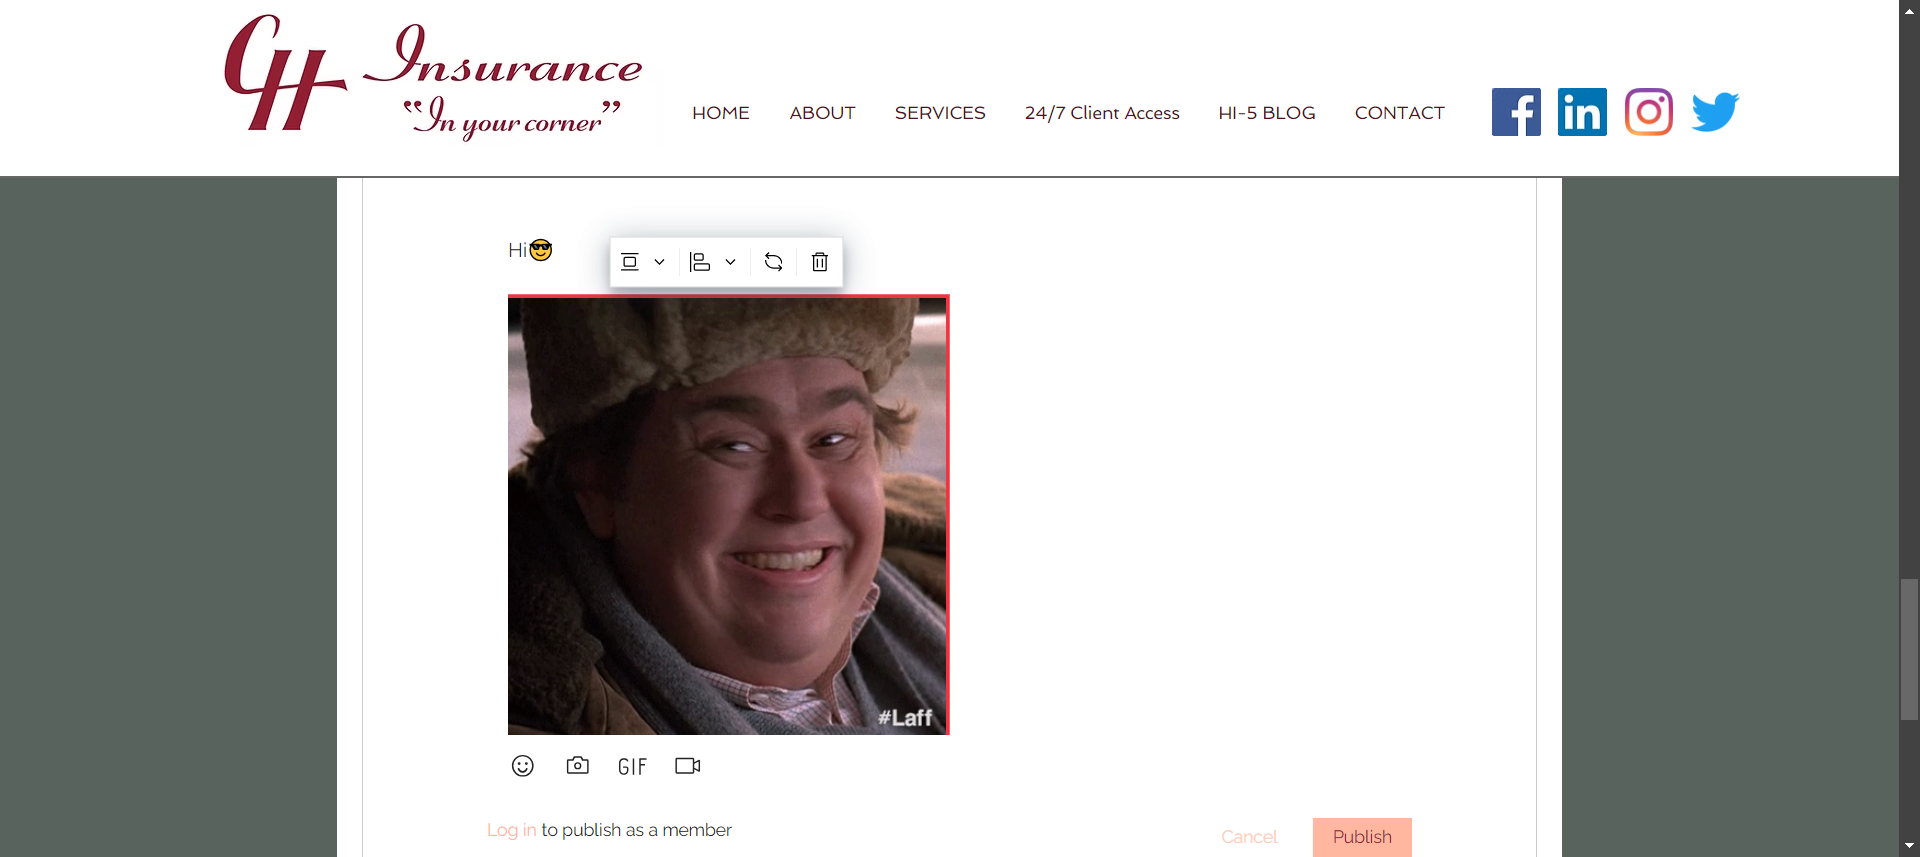 CH Insurance
"In your corner"
HOME ABOUT SERVICES 24/7 Client Access HI-5 BLOG CONTACT
Hi😎
#Laff
GIF
Log in to publish as a member
Cancel Publish